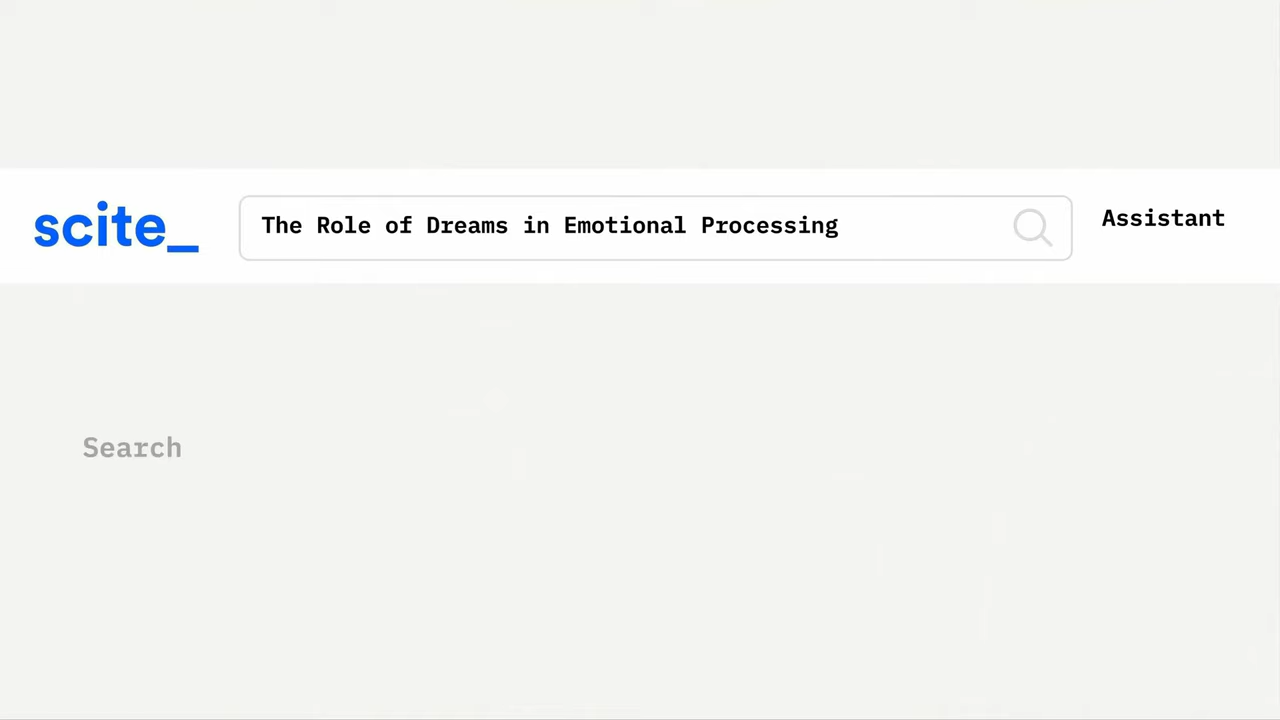 scite_
The Role of Dreams in Emotional Processing
Assistant
Search